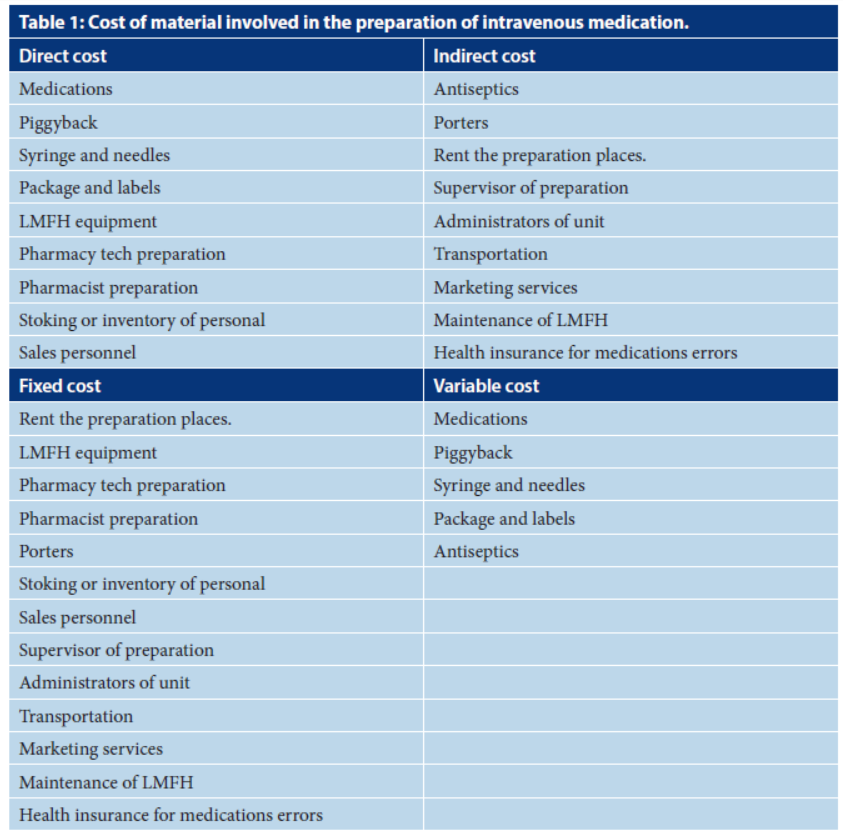 Table 1: Cost of material involved in the preparation of intravenous medication.
Direct cost Indirect cost
Medications Antiseptics
Piggyback Porters
Syringe and needles Rent the preparation places.
Package and labels Supervisor of preparation
LMFH equipment Administrators of unit
Pharmacy tech preparation Transportation
Pharmacist preparation Marketing services
Stoking or inventory of personal Maintenance of LMFH
Sales personnel Health insurance for medications errors
Fixed cost Variable cost
Rent the preparation places. Medications
LMFH equipment Piggyback
Pharmacy tech preparation Syringe and needles
Pharmacist preparation Package and labels
Porters Antiseptics
Stoking or inventory of personal
Sales personnel
Supervisor of preparation
Administrators of unit
Transportation
Marketing services
Maintenance of LMFH
Health insurance for medications errors